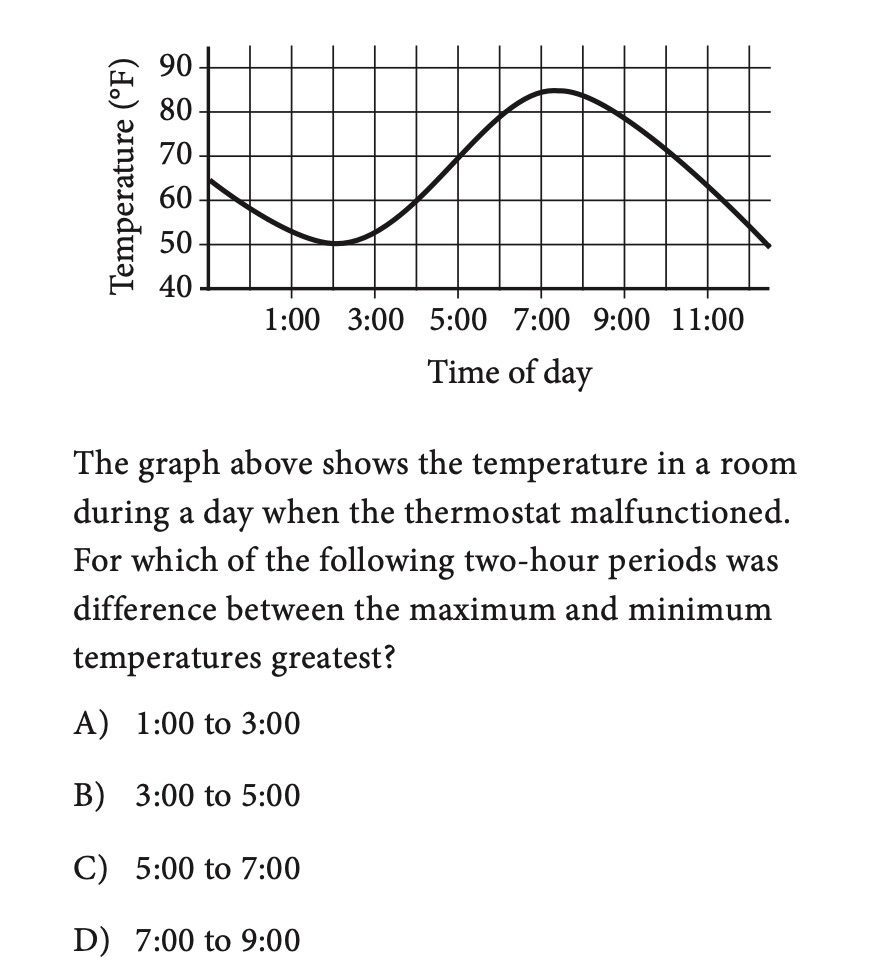 Temperature (°F)
90
80
70
60
50
40
1:00 3:00 5:00 7:00 9:00 11:00
Time of day
The graph above shows the temperature in a room
during a day when the thermostat malfunctioned.
For which of the following two-hour periods was
difference between the maximum and minimum
temperatures greatest?
A) 1:00 to 3:00
B) 3:00 to 5:00
C) 5:00 to 7:00
D) 7:00 to 9:00